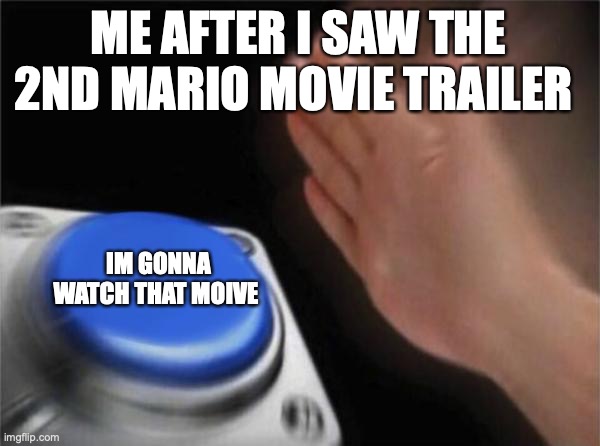 ME AFTER I SAW THE
2ND MARIO MOVIE TRAILER
IM GONNA
WATCH THAT MOIVE
imgflip.com